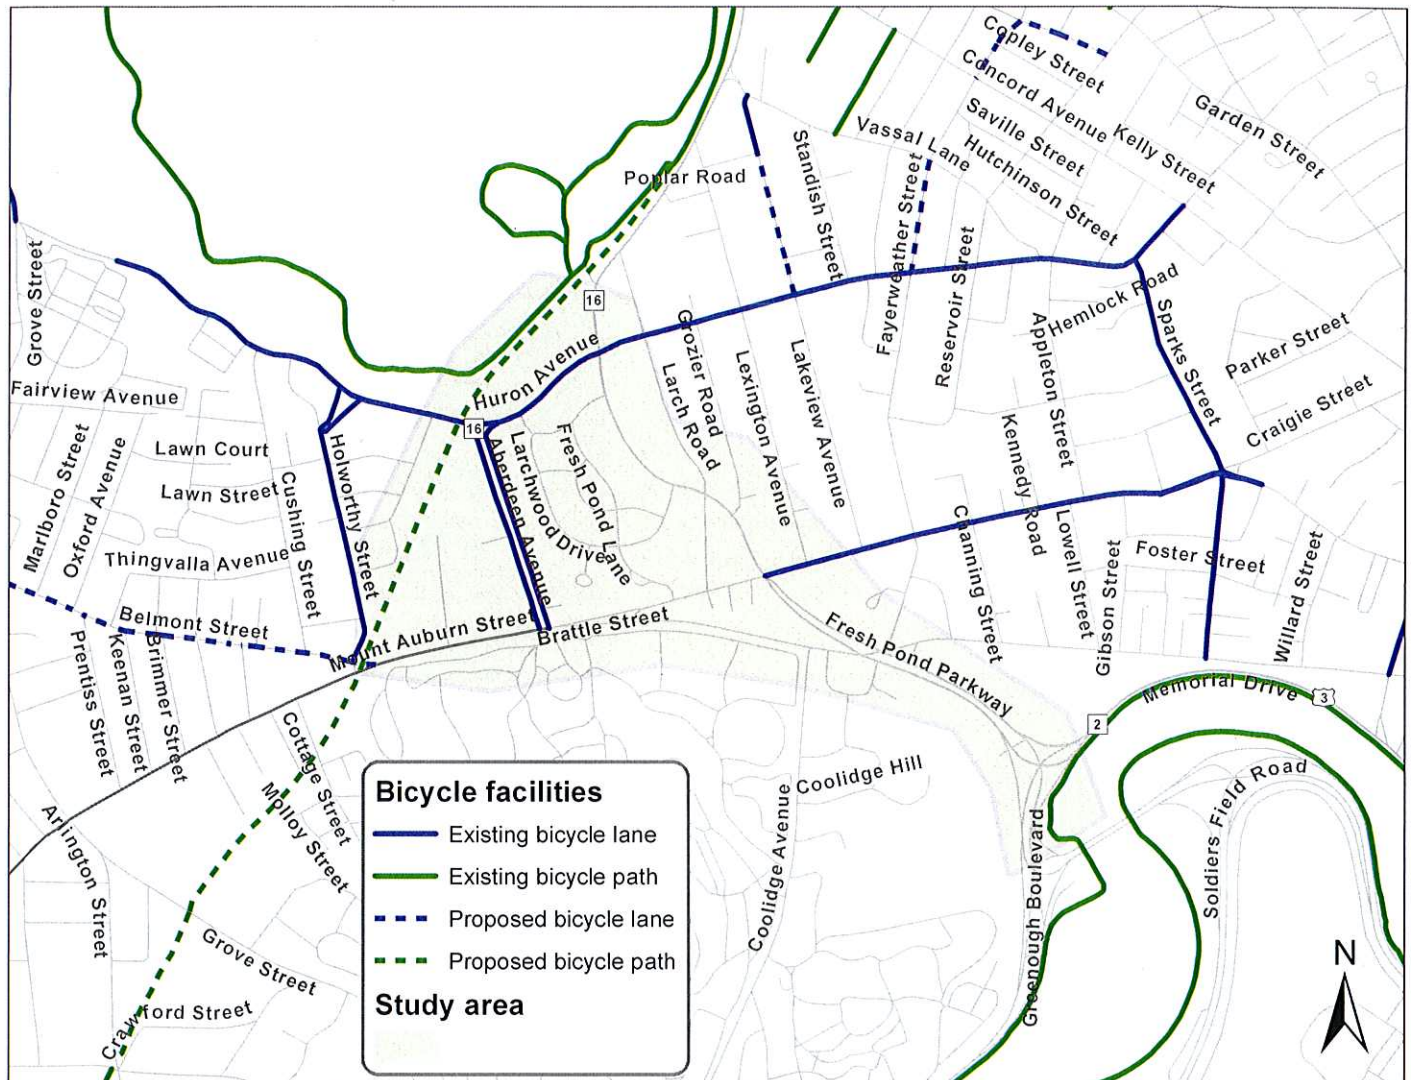 Copley Street
Concord Avenue
Garden Street
Saville Street
Kelly Street
Vassal Lane
Hutchinson Street
Standish Street
Poplar Road
Fayerweather Street
Reservoir Street
Grove Street
16
Hemlock Road
Sparks Street
Parker Street
Craigie Street
Appleton Street
Huron Avenue
Grozier Road
Larch Road
Lexington Avenue
Lakeview Avenue
Fairview Avenue
16
Marlboro Street
Oxford Avenue
Lawn Court
Lawn Street
Cushing Street
Holworthy Street
Aberdeen Avenue
Larchwood Drive
Fresh Pond Lane
Kennedy Road
Channing Street
Lowell Street
Gibson Street
Foster Street
Willard Street
Thingvalla Avenue
Belmont Street
Mount Auburn Street
Brattle Street
Fresh Pond Parkway
Prentiss Street
Keenan Street
Brimmer Street
Memorial Drive
3
2
Cottage Street
Molloy Street
Arlington Street
Coolidge Hill
Coolidge Avenue
Greenough Boulevard
Soldiers Field Road
Grove Street
Crawford Street
Bicycle facilities
Existing bicycle lane
Existing bicycle path
Proposed bicycle lane
Proposed bicycle path
Study area
N